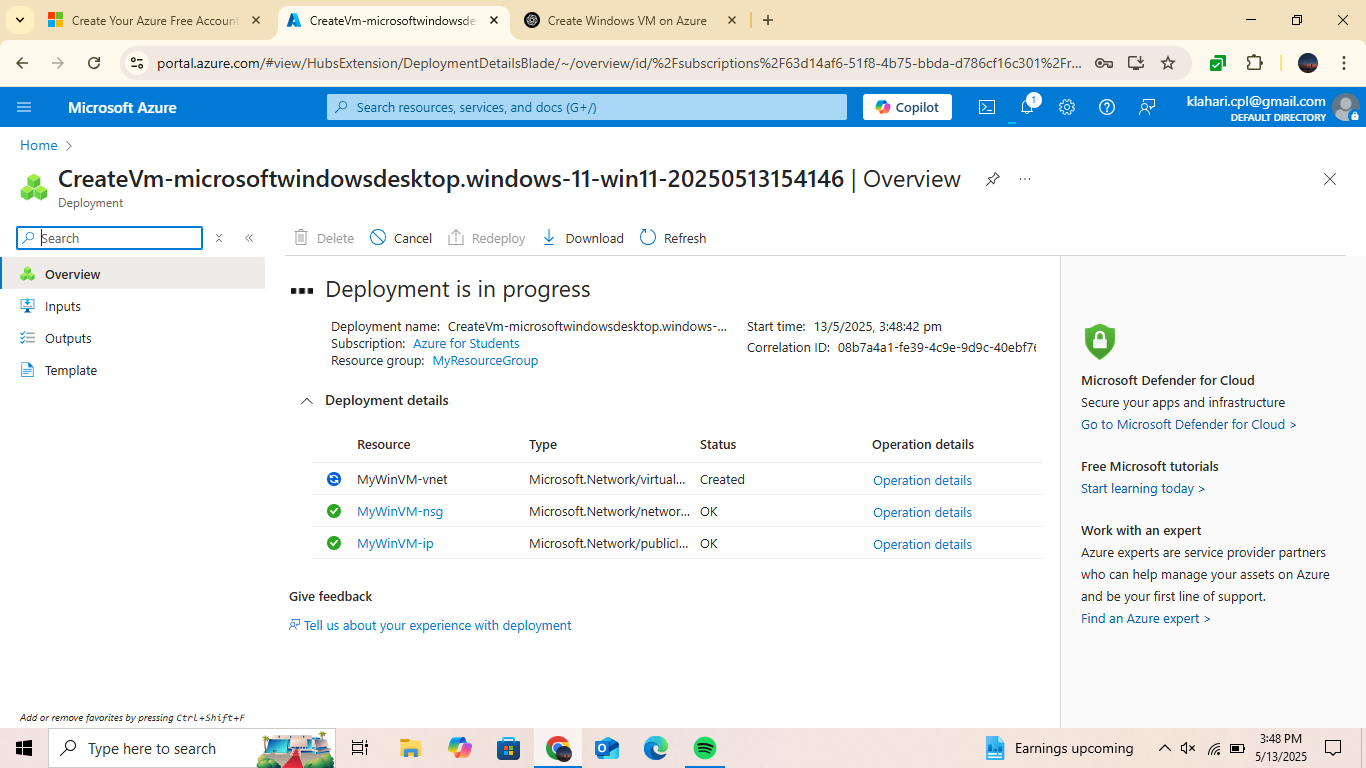 Create Your Azure Free Account
CreateVm-microsoftwindowsde
Create Windows VM on Azure
portal.azure.com/#view/HubsExtension/DeploymentDetailsBlade/~/overview/id/%2Fsubscriptions%2F63d14af6-51f8-4b75-bbda-d786cf16c301%2Fr...
Microsoft Azure
Search resources, services, and docs (G+/)
Copilot
1
klahari.cpl@gmail.com
DEFAULT DIRECTORY
Home
CreateVm-microsoftwindowsdesktop.windows-11-win11-20250513154146 | Overview
Deployment
Search
Delete
Cancel
Redeploy
Download
Refresh
Overview
Inputs
Outputs
Template
Deployment is in progress
Deployment name: CreateVm-microsoftwindowsdesktop.windows-...
Subscription: Azure for Students
Resource group: MyResourceGroup
Start time: 13/5/2025, 3:48:42 pm
Correlation ID: 08b7a4a1-fe39-4c9e-9d9c-40ebf76
Deployment details
Resource Type Status Operation details
MyWinVM-vnet Microsoft.Network/virtual... Created Operation details
MyWinVM-nsg Microsoft.Network/networ... OK Operation details
MyWinVM-ip Microsoft.Network/publicI... OK Operation details
Give feedback
Tell us about your experience with deployment
Microsoft Defender for Cloud
Secure your apps and infrastructure
Go to Microsoft Defender for Cloud >
Free Microsoft tutorials
Start learning today >
Work with an expert
Azure experts are service provider partners
who can help manage your assets on Azure
and be your first line of support.
Find an Azure expert >
Add or remove favorites by pressing Ctrl+Shift+F
Type here to search
Earnings upcoming
3:48 PM
5/13/2025